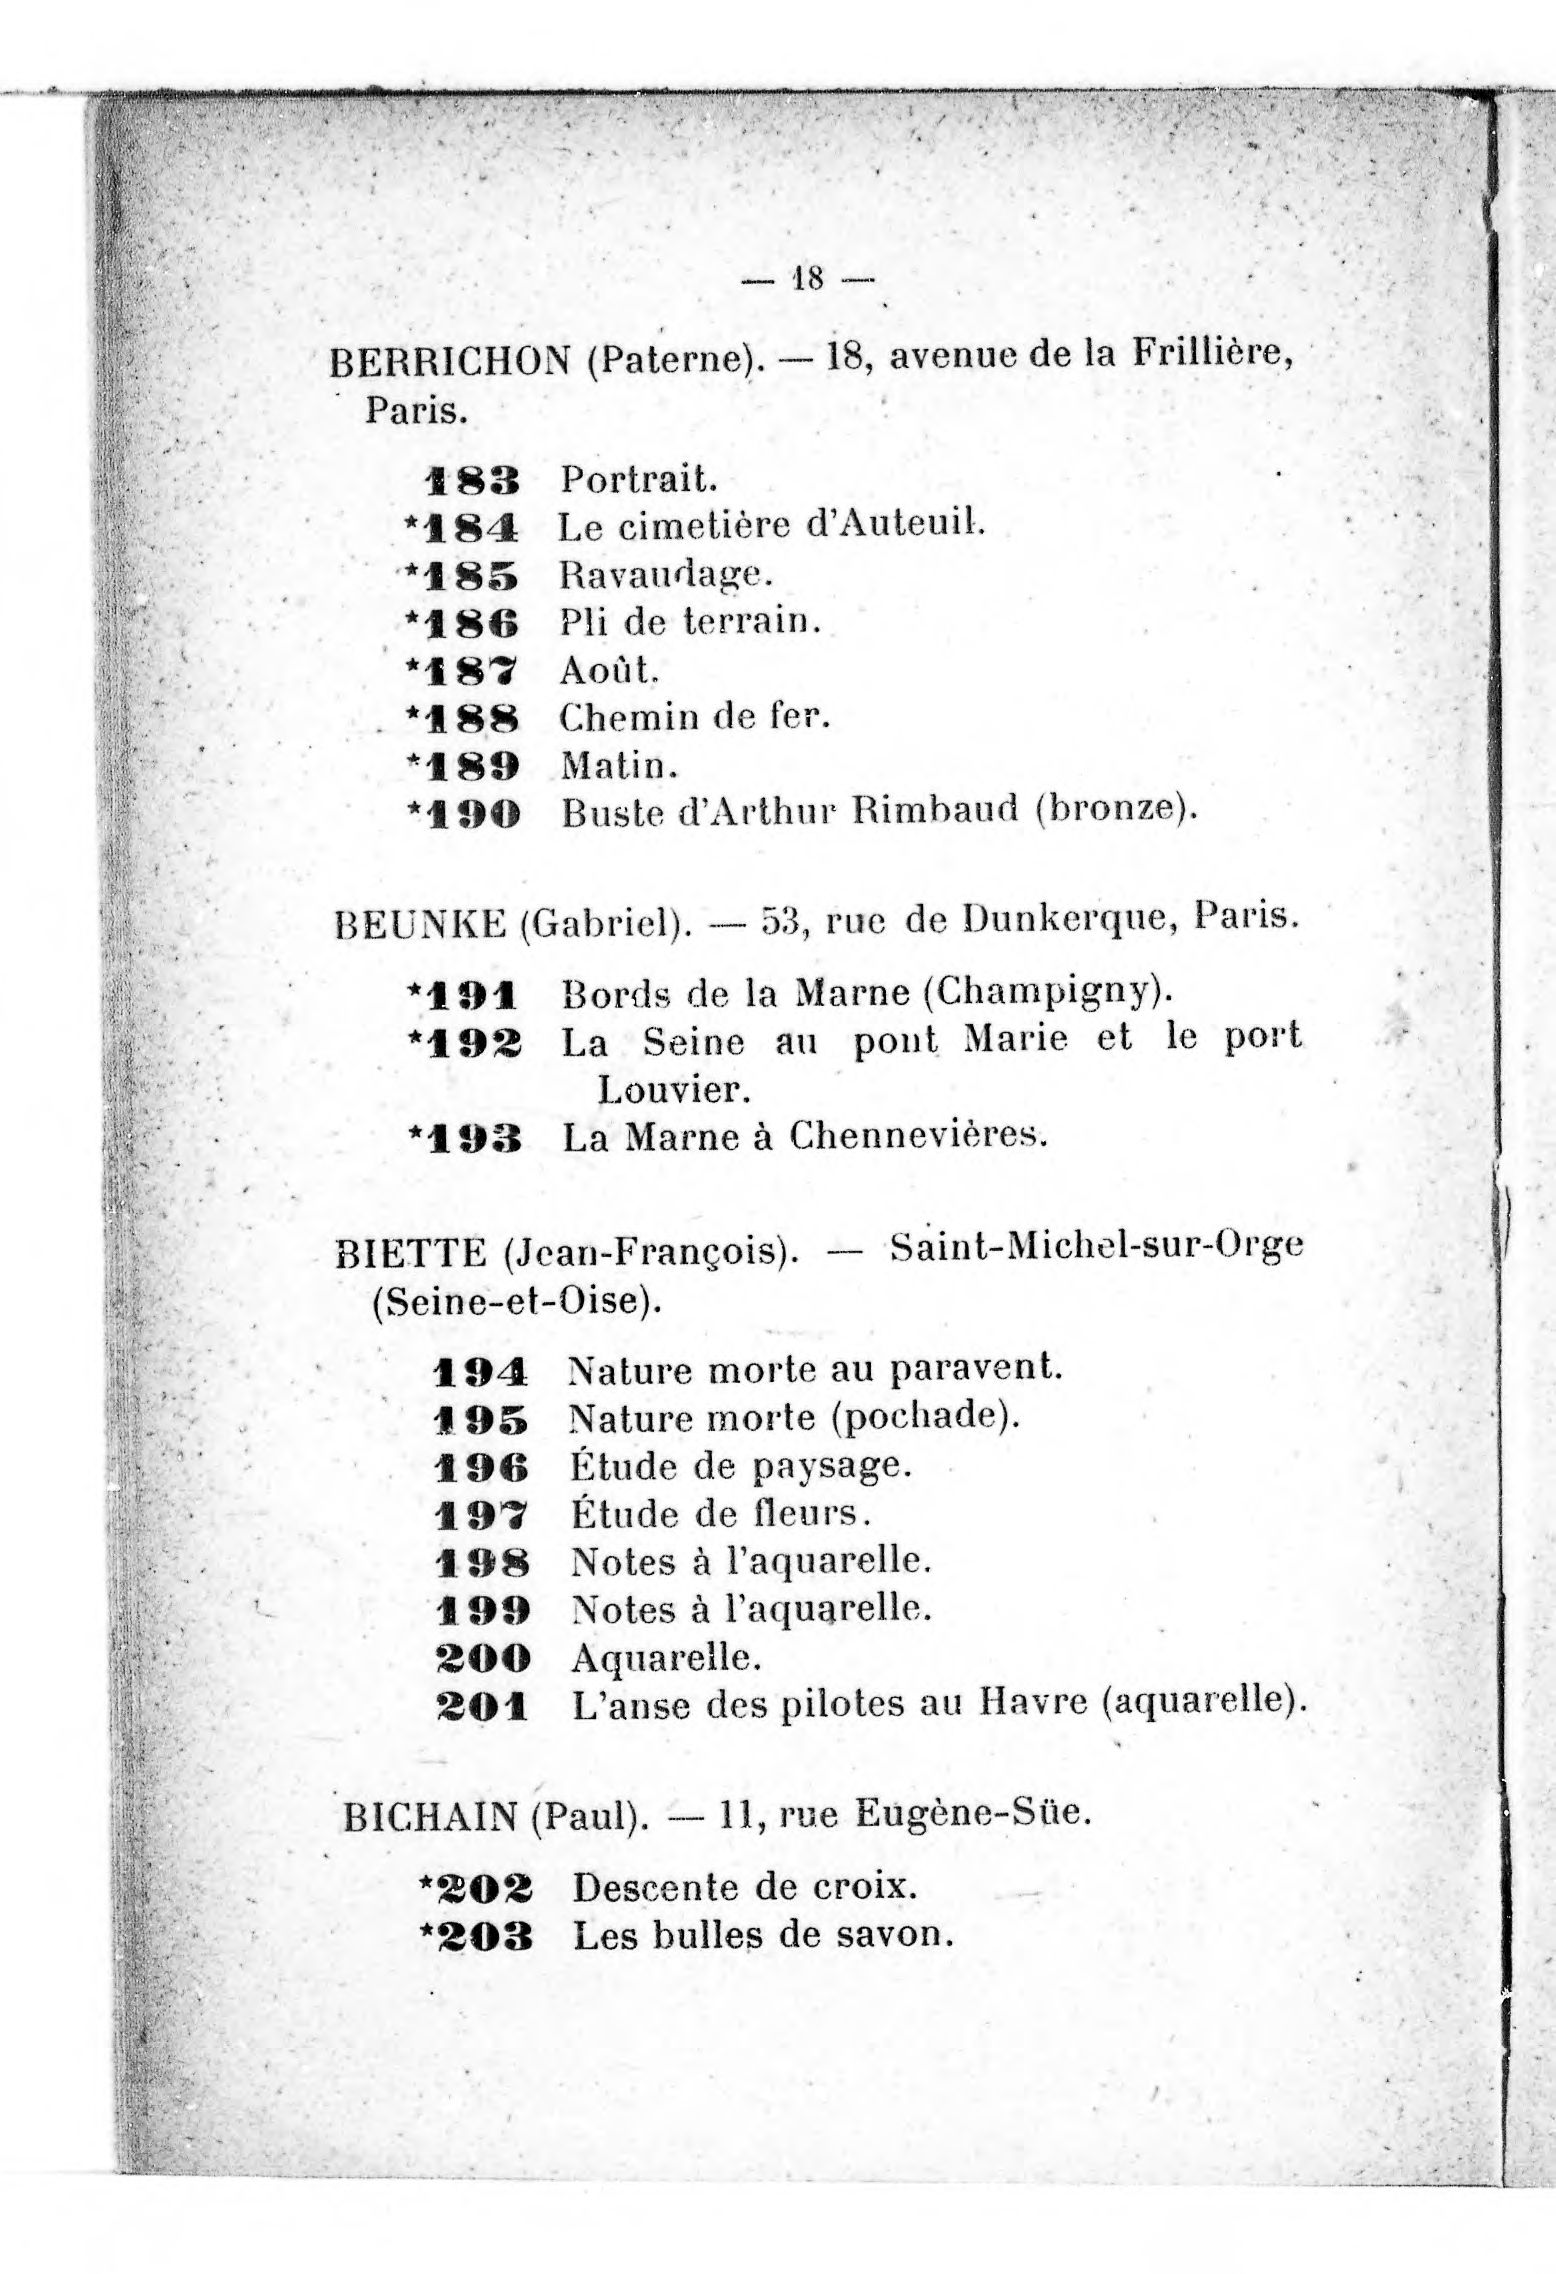 — 18 —
BERRICHON (Paterne). — 18, avenue de la Frillière,
Paris.
183 Portrait.
*184 Le cimetière d'Auteuil.
*185 Ravaudage.
*186 Pli de terrain.
*187 Août.
*188 Chemin de fer.
*189 Matin.
*190 Buste d'Arthur Rimbaud (bronze).
BEUNKE (Gabriel). — 53, rue de Dunkerque, Paris.
*191 Bords de la Marne (Champigny).
*192 La Seine au pont Marie et le port
Louvier.
*193 La Marne à Chennevières.
BIETTE (Jean-François). — Saint-Michel-sur-Orge
(Seine-et-Oise).
194 Nature morte au paravent.
195 Nature morte (pochade).
196 Étude de paysage.
197 Étude de fleurs.
198 Notes à l'aquarelle.
199 Notes à l'aquarelle.
200 Aquarelle.
201 L'anse des pilotes au Havre (aquarelle).
BICHAIN (Paul). — 11, rue Eugène-Süe.
*202 Descente de croix.
*203 Les bulles de savon.